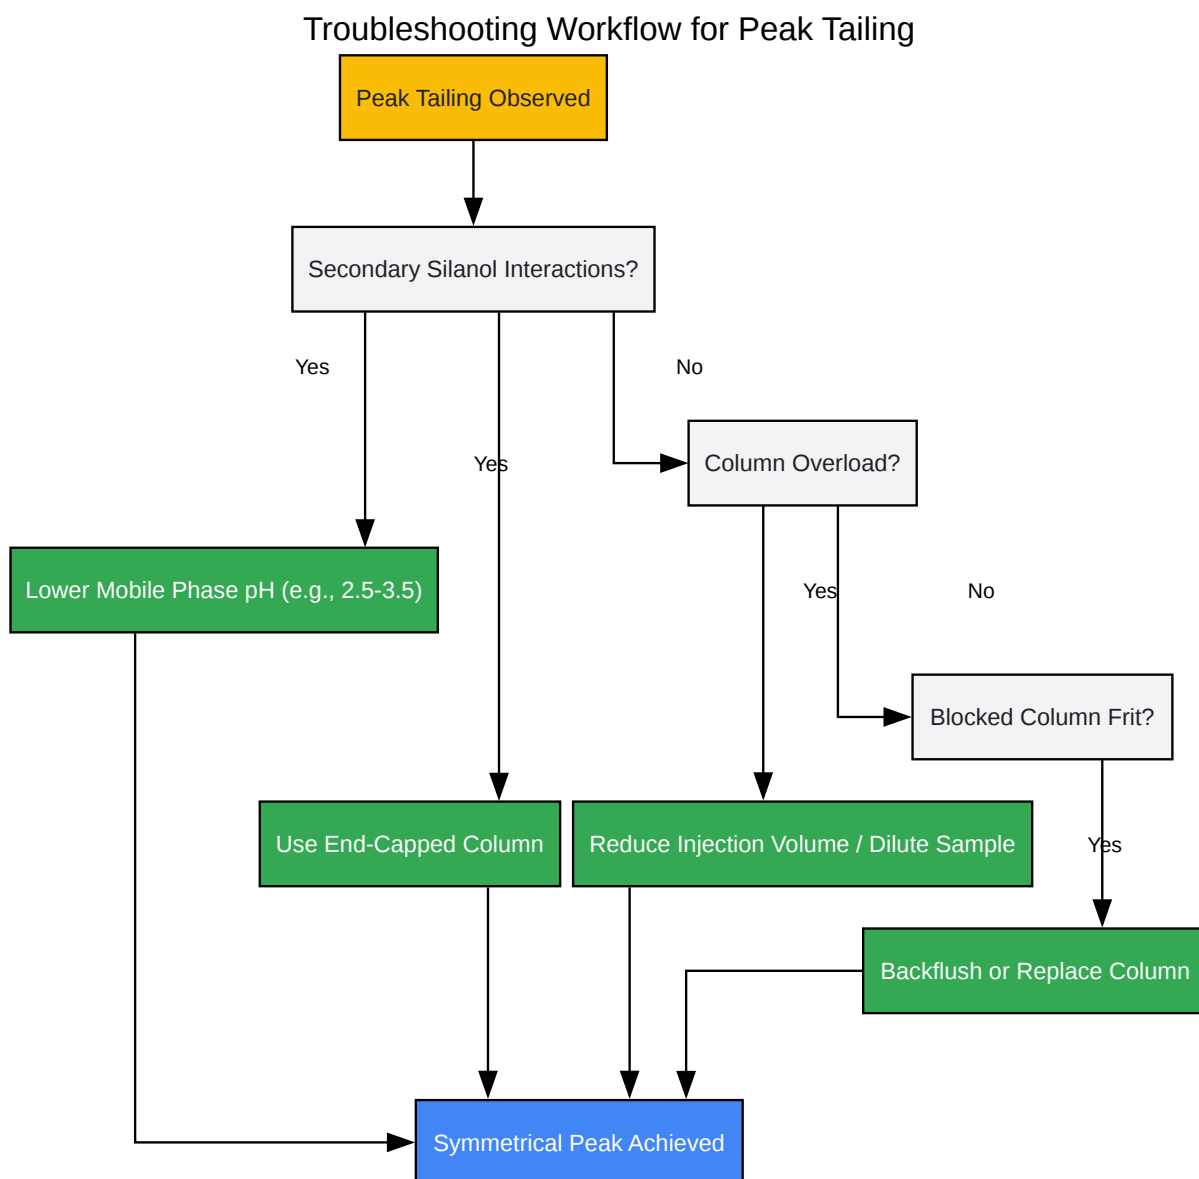 Troubleshooting Workflow for Peak Tailing
Peak Tailing Observed
Secondary Silanol Interactions?
Yes
No
Yes
Column Overload?
Lower Mobile Phase pH (e.g., 2.5-3.5)
Yes
No
Blocked Column Frit?
Use End-Capped Column
Reduce Injection Volume / Dilute Sample
Yes
Backflush or Replace Column
Symmetrical Peak Achieved